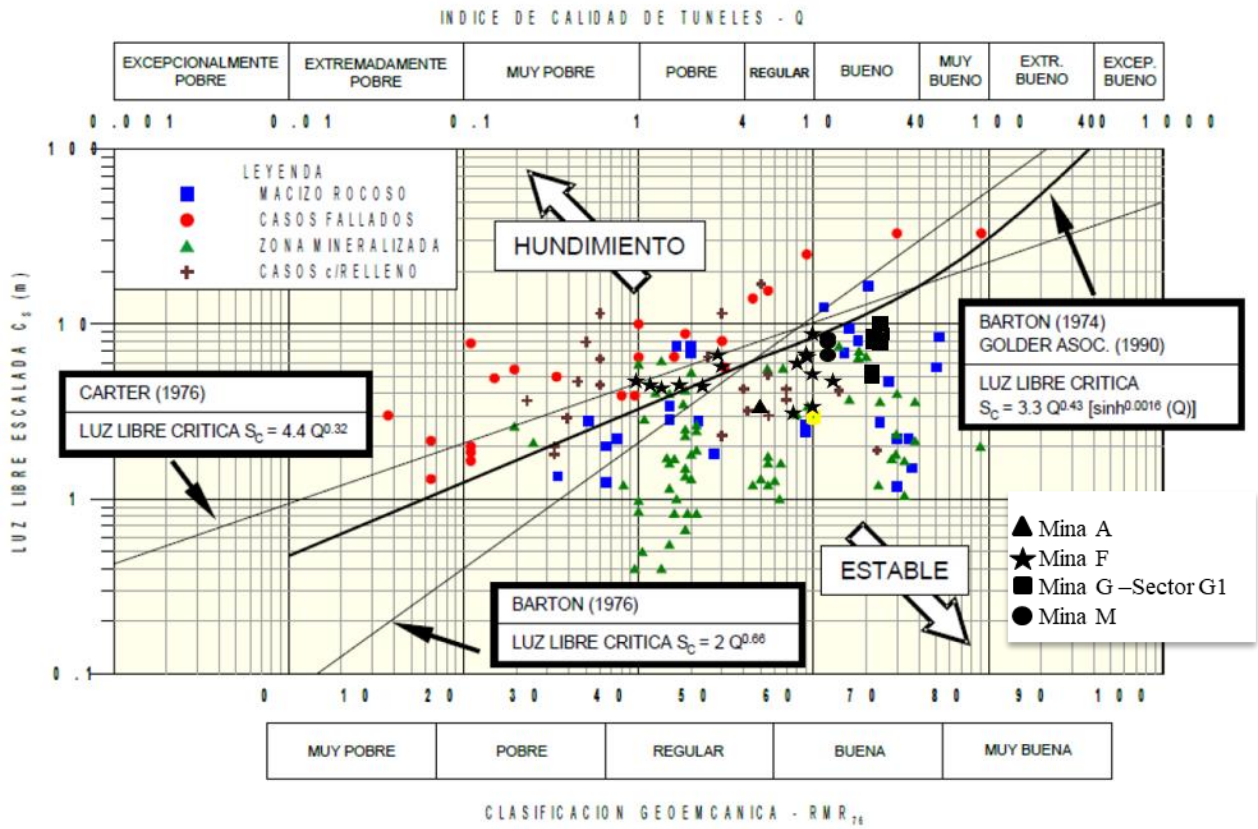 INDICE DE CALIDAD DE TUNELES - Q
EXCEPCIONALMENTE POBRE
EXTREMADAMENTE POBRE
MUY POBRE
POBRE
REGULAR
BUENO
MUY BUENO
EXTR. BUENO
EXCEP. BUENO
0.001 0.01 0.1 1 4 10 40 100 400 1000
100
10
1
0.1
LUZ LIBRE ESCALADA Cs (m)
LEYENDA
MACIZO ROCOSO
CASOS FALLADOS
ZONA MINERALIZADA
CASOS c/RELLENO
HUNDIMIENTO
CARTER (1976)
LUZ LIBRE CRITICA SC = 4.4 Q0.32
BARTON (1974)
GOLDER ASOC. (1990)
LUZ LIBRE CRITICA
SC = 3.3 Q0.43 [sinh0.0016 (Q)]
BARTON (1976)
LUZ LIBRE CRITICA SC = 2 Q0.66
ESTABLE
Mina A
Mina F
Mina G –Sector G1
Mina M
0 10 20 30 40 50 60 70 80 90 100
MUY POBRE
POBRE
REGULAR
BUENA
MUY BUENA
CLASIFICACION GEOEMCANICA - RMR76